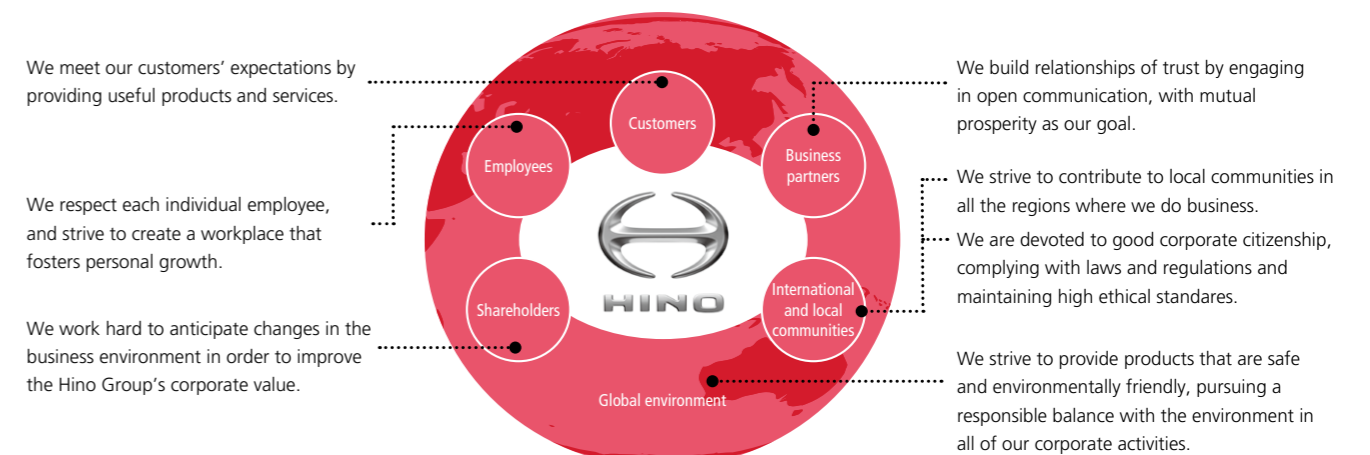 We meet our customers’ expectations by
providing useful products and services.
We respect each individual employee,
and strive to create a workplace that
fosters personal growth.
We work hard to anticipate changes in the
business environment in order to improve
the Hino Group’s corporate value.
Customers
Employees
Business
partners
HINO
Shareholders
International
and local
communities
Global environment
We build relationships of trust by engaging
in open communication, with mutual
prosperity as our goal.
We strive to contribute to local communities in
all the regions where we do business.
We are devoted to good corporate citizenship,
complying with laws and regulations and
maintaining high ethical standares.
We strive to provide products that are safe
and environmentally friendly, pursuing a
responsible balance with the environment in
all of our corporate activities.